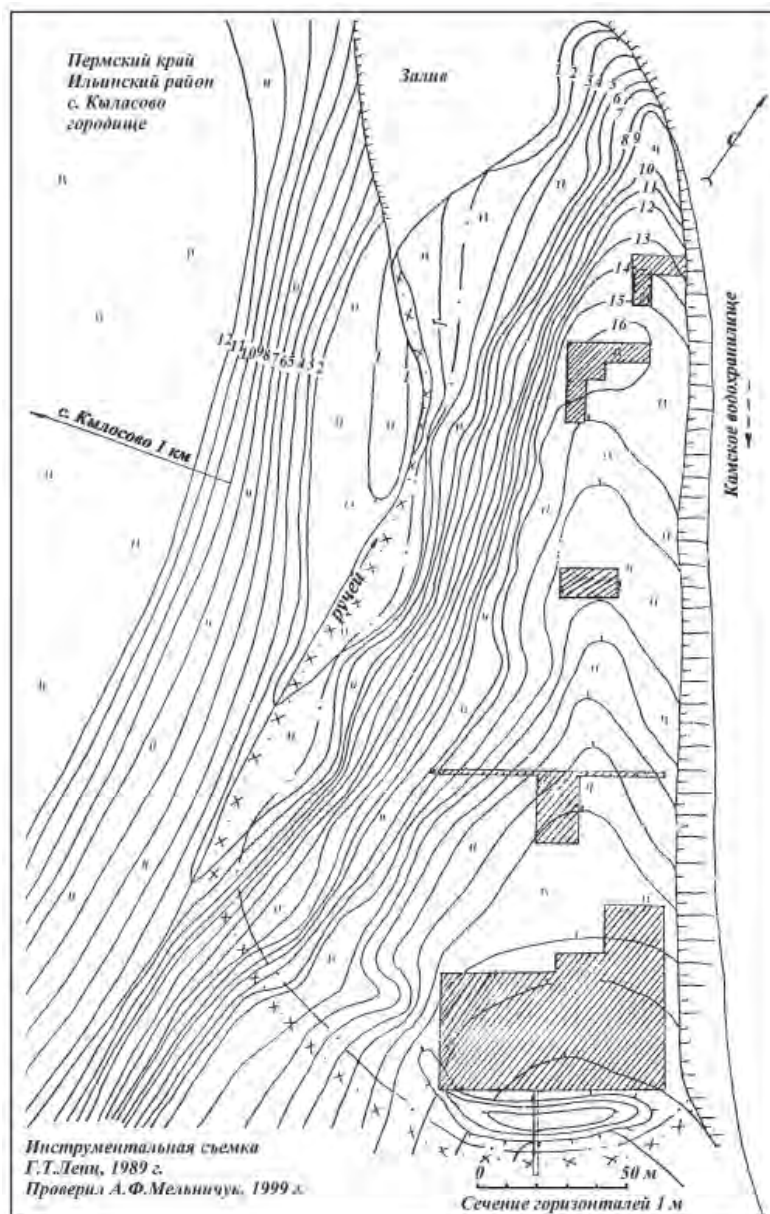 Пермский край
Ильинский район
с. Кыласово
городище
Залив
1 2 3 4 5 6 7 8 9 10 11 12 13 14 15 16
С
12 11 10 9 8 7 6 5 4 3 2
1
1
с. Кылосово 1 км
Камское водохранилище
ручей
Инструментальная съемка
Г.Т.Ленц, 1989 г.
Проверил А.Ф.Мельничук. 1999 г.
0 50 м
Сечение горизонталей 1 м